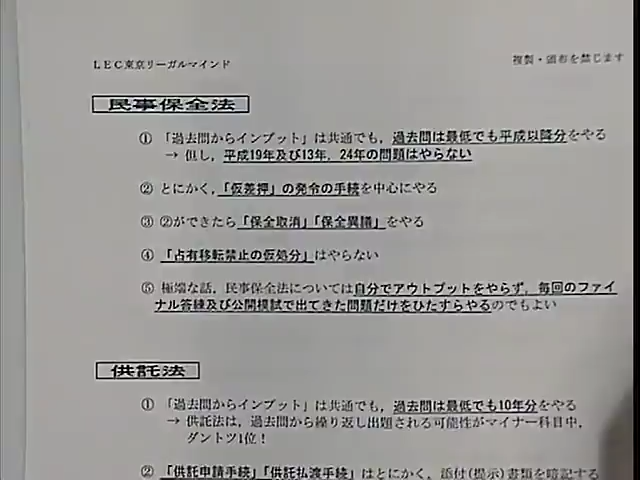 LEC東京リーガルマインド
複製・頒布を禁じます
民事保全法
① 「過去問からインプット」は共通でも，過去問は最低でも平成以降分をやる
→ 但し，平成19年及び13年，24年の問題はやらない
② とにかく，「仮差押」の発令の手続を中心にやる
③ ②ができたら「保全取消」「保全異議」をやる
④ 「占有移転禁止の仮処分」はやらない
⑤ 極端な話，民事保全法については自分でアウトプットをやらず，毎回のファイ
ナル答練及び公開模試で出てきた問題だけをひたすらやるのでもよい
供託法
① 「過去問からインプット」は共通でも，過去問は最低でも10年分をやる
→ 供託法は，過去問から繰り返し出題される可能性がマイナー科目中，
ダントツ1位！
② 「供託申請手続」「供託払渡手続」はとにかく，添付(提示)書類を暗記する